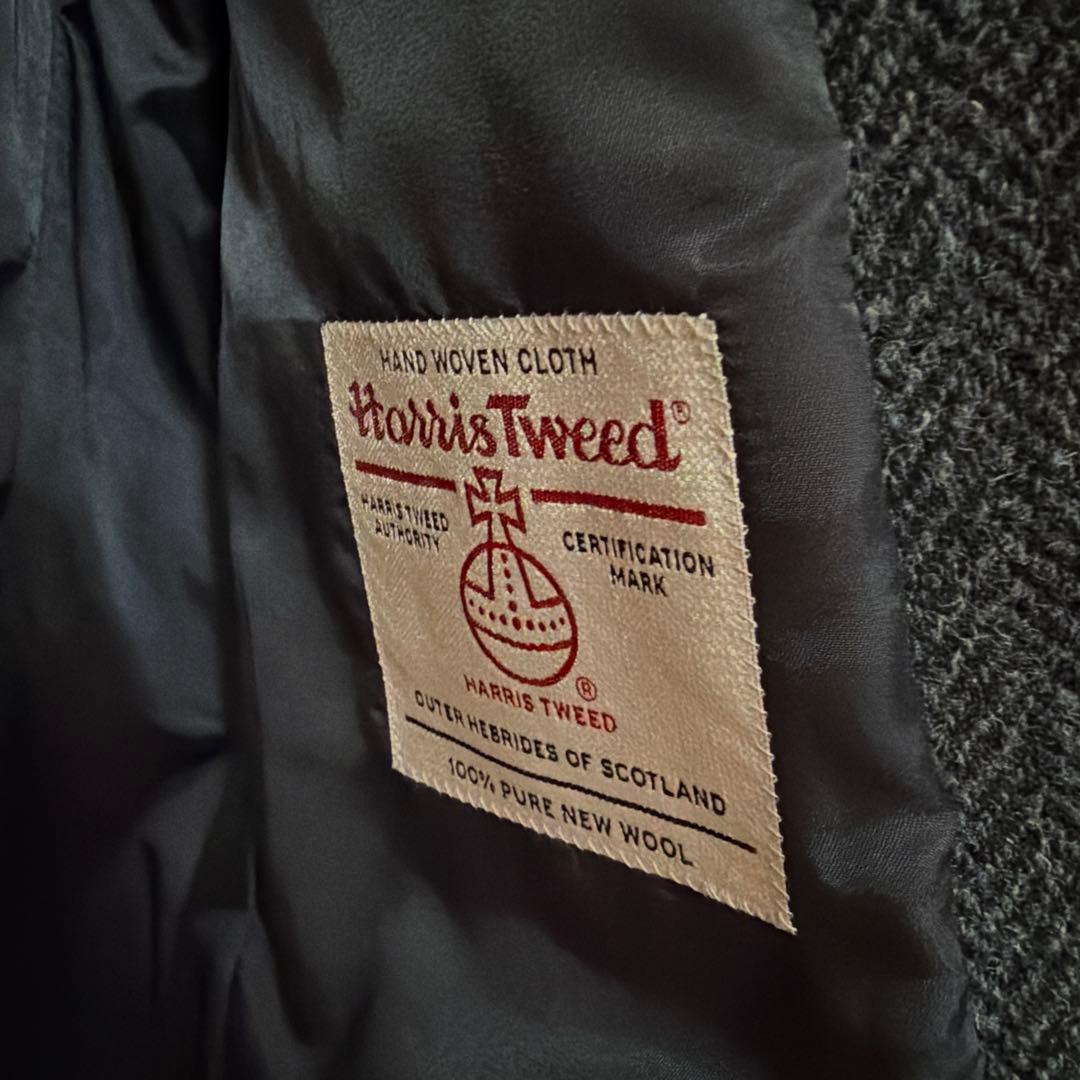 HAND WOVEN CLOTH
Harris Tweed®
HARRIS TWEED
AUTHORITY
CERTIFICATION
MARK
HARRIS TWEED ®
OUTER HEBRIDES OF SCOTLAND
100% PURE NEW WOOL